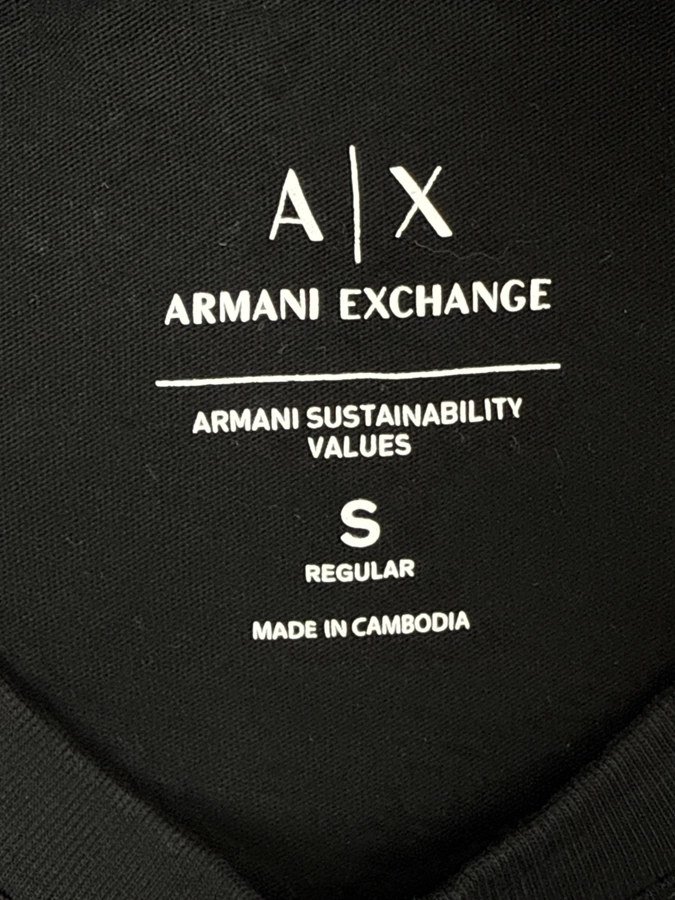 A|X
ARMANI EXCHANGE
ARMANI SUSTAINABILITY
VALUES
S
REGULAR
MADE IN CAMBODIA